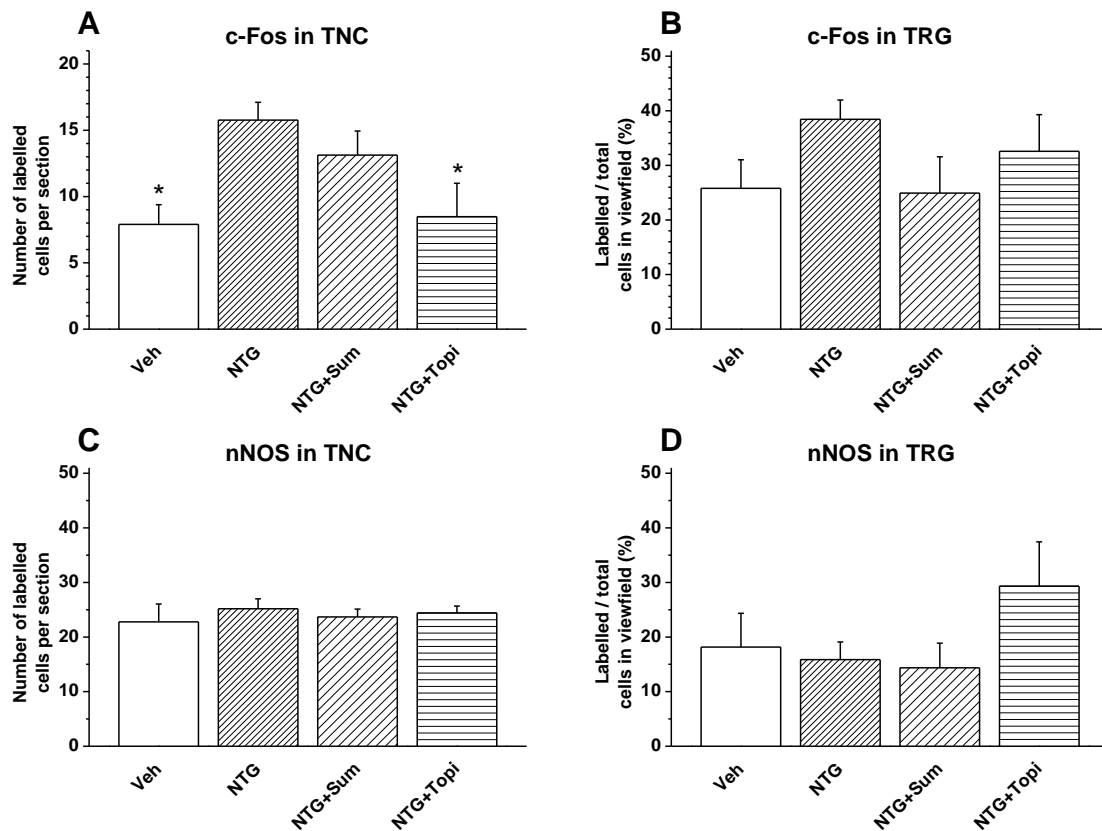 A
c-Fos in TNC
Number of labelled
cells per section
20
15
10
5
0
*
*
Veh
NTG
NTG+Sum
NTG+Topi
B
c-Fos in TRG
Labelled / total
cells in viewfield (%)
50
40
30
20
10
0
Veh
NTG
NTG+Sum
NTG+Topi
C
nNOS in TNC
Number of labelled
cells per section
50
40
30
20
10
0
Veh
NTG
NTG+Sum
NTG+Topi
D
nNOS in TRG
Labelled / total
cells in viewfield (%)
50
40
30
20
10
0
Veh
NTG
NTG+Sum
NTG+Topi